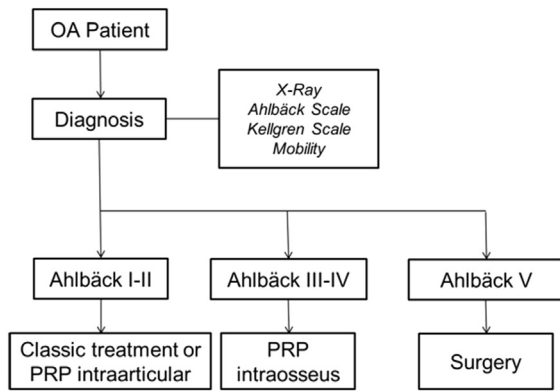 OA Patient
Diagnosis
X-Ray
Ahlbäck Scale
Kellgren Scale
Mobility
Ahlbäck I-II
Ahlbäck III-IV
Ahlbäck V
Classic treatment or
PRP intraarticular
PRP
intraosseus
Surgery